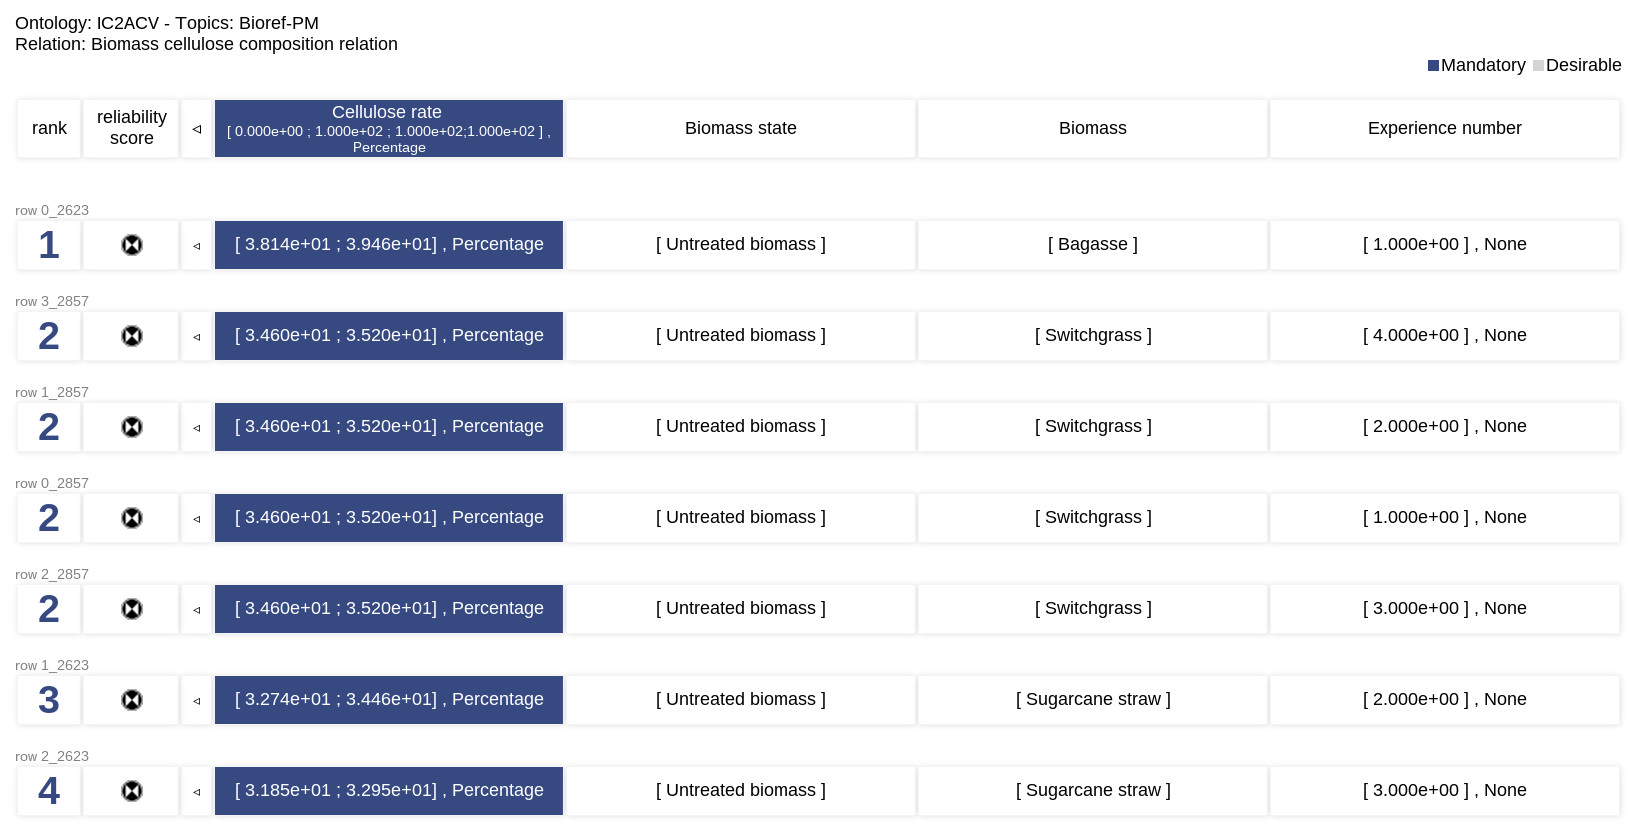 Ontology: IC2ACV - Topics: Bioref-PM
Relation: Biomass cellulose composition relation
Mandatory Desirable
rank
reliability
score
Cellulose rate
[ 0.000e+00 ; 1.000e+02 ; 1.000e+02;1.000e+02 ] ,
Percentage
Biomass state
Biomass
Experience number
row 0_2623
1 [ 3.814e+01 ; 3.946e+01] , Percentage [ Untreated biomass ] [ Bagasse ] [ 1.000e+00 ] , None
row 3_2857
2 [ 3.460e+01 ; 3.520e+01] , Percentage [ Untreated biomass ] [ Switchgrass ] [ 4.000e+00 ] , None
row 1_2857
2 [ 3.460e+01 ; 3.520e+01] , Percentage [ Untreated biomass ] [ Switchgrass ] [ 2.000e+00 ] , None
row 0_2857
2 [ 3.460e+01 ; 3.520e+01] , Percentage [ Untreated biomass ] [ Switchgrass ] [ 1.000e+00 ] , None
row 2_2857
2 [ 3.460e+01 ; 3.520e+01] , Percentage [ Untreated biomass ] [ Switchgrass ] [ 3.000e+00 ] , None
row 1_2623
3 [ 3.274e+01 ; 3.446e+01] , Percentage [ Untreated biomass ] [ Sugarcane straw ] [ 2.000e+00 ] , None
row 2_2623
4 [ 3.185e+01 ; 3.295e+01] , Percentage [ Untreated biomass ] [ Sugarcane straw ] [ 3.000e+00 ] , None